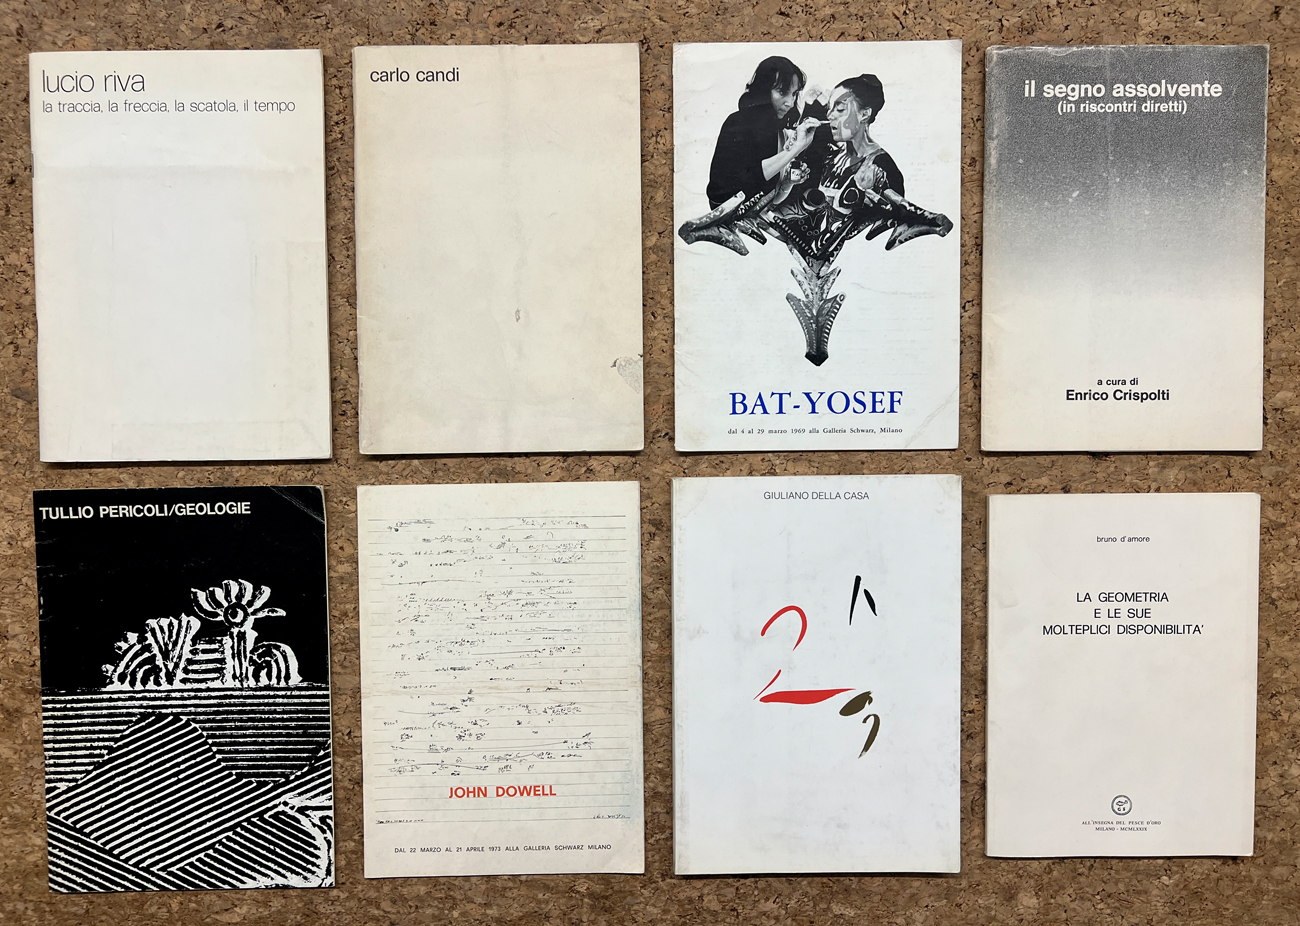 lucio riva
la traccia, la freccia, la scatola, il tempo
carlo candi
BAT-YOSEF
dal 4 al 29 marzo 1969 alla Galleria Schwarz, Milano
il segno assolvente
(in riscontri diretti)
a cura di
Enrico Crispolti
TULLIO PERICOLI/GEOLOGIE
JOHN DOWELL
DAL 22 MARZO AL 21 APRILE 1973 ALLA GALLERIA SCHWARZ MILANO
GIULIANO DELLA CASA
bruno d'amore
LA GEOMETRIA
E LE SUE
MOLTEPLICI DISPONIBILITA'
ALL'INSEGNA DEL PESCE D'ORO
MILANO - MCMLXXIX